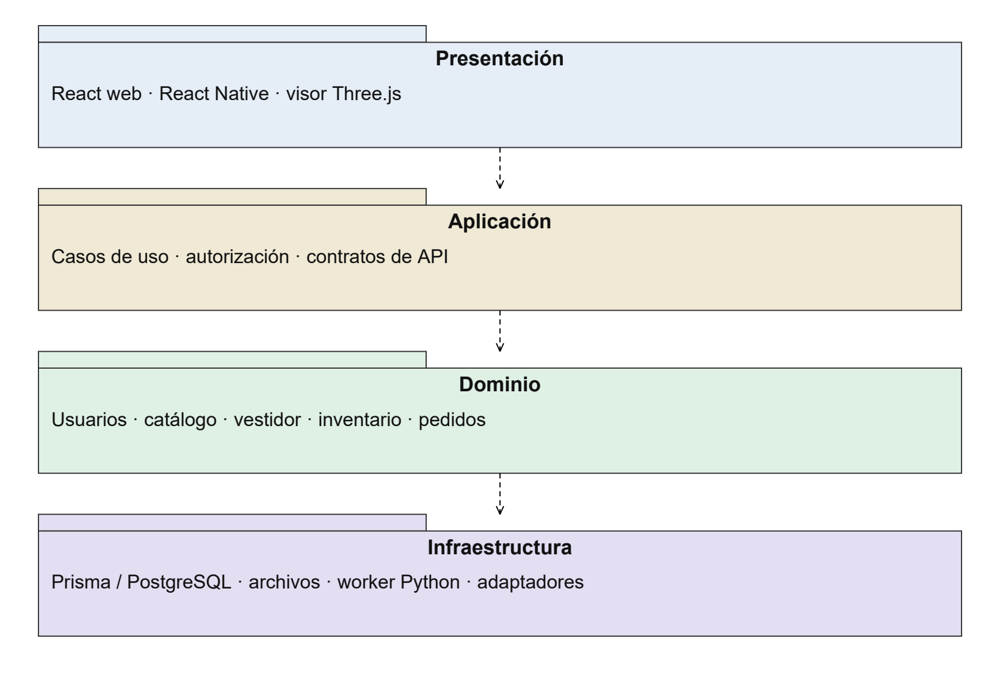 Presentación
React web · React Native · visor Three.js
Aplicación
Casos de uso · autorización · contratos de API
Dominio
Usuarios · catálogo · vestidor · inventario · pedidos
Infraestructura
Prisma / PostgreSQL · archivos · worker Python · adaptadores